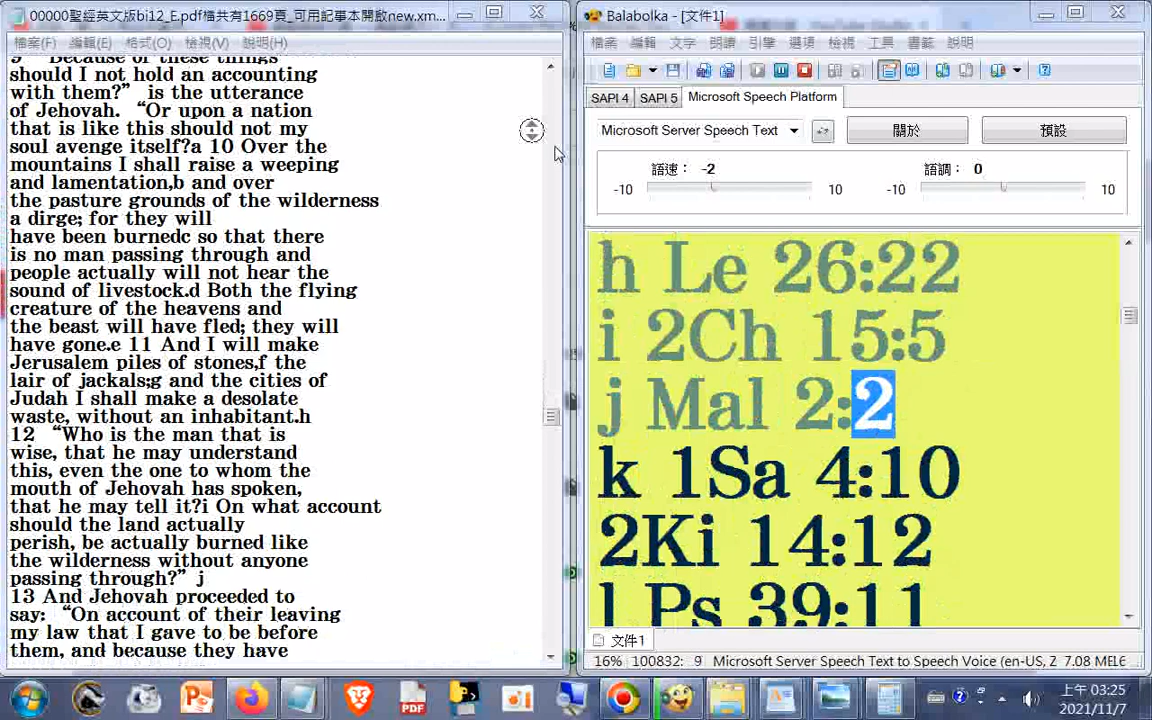 00000聖經英文版bi12_E.pdf檔共有1669頁_可用記事本開啟new.xm...
檔案(F) 編輯(E) 格式(O) 檢視(V) 說明(H)
9 “Because of these things
should I not hold an accounting
with them?” is the utterance
of Jehovah. “Or upon a nation
that is like this should not my
soul avenge itself?a 10 Over the
mountains I shall raise a weeping
and lamentation,b and over
the pasture grounds of the wilderness
a dirge; for they will
have been burnedc so that there
is no man passing through and
people actually will not hear the
sound of livestock.d Both the flying
creature of the heavens and
the beast will have fled; they will
have gone.e 11 And I will make
Jerusalem piles of stones,f the
lair of jackals;g and the cities of
Judah I shall make a desolate
waste, without an inhabitant.h
12 “Who is the man that is
wise, that he may understand
this, even the one to whom the
mouth of Jehovah has spoken,
that he may tell it?i On what account
should the land actually
perish, be actually burned like
the wilderness without anyone
passing through?” j
13 And Jehovah proceeded to
say: “On account of their leaving
my law that I gave to be before
them, and because they have
Balabolka - [文件1]
檔案 編輯 文字 朗讀 引擎 選項 檢視 工具 書籤 說明
SAPI 4 SAPI 5 Microsoft Speech Platform
Microsoft Server Speech Text 關於 預設
語速： -2 語調： 0
-10 10 -10 10
h Le 26:22
i 2Ch 15:5
j Mal 2:2
k 1Sa 4:10
2Ki 14:12
l Ps 39:11
文件1
16% 100832: 9 Microsoft Server Speech Text to Speech Voice (en-US, Z 7.08 MEL6
上午 03:25
2021/11/7